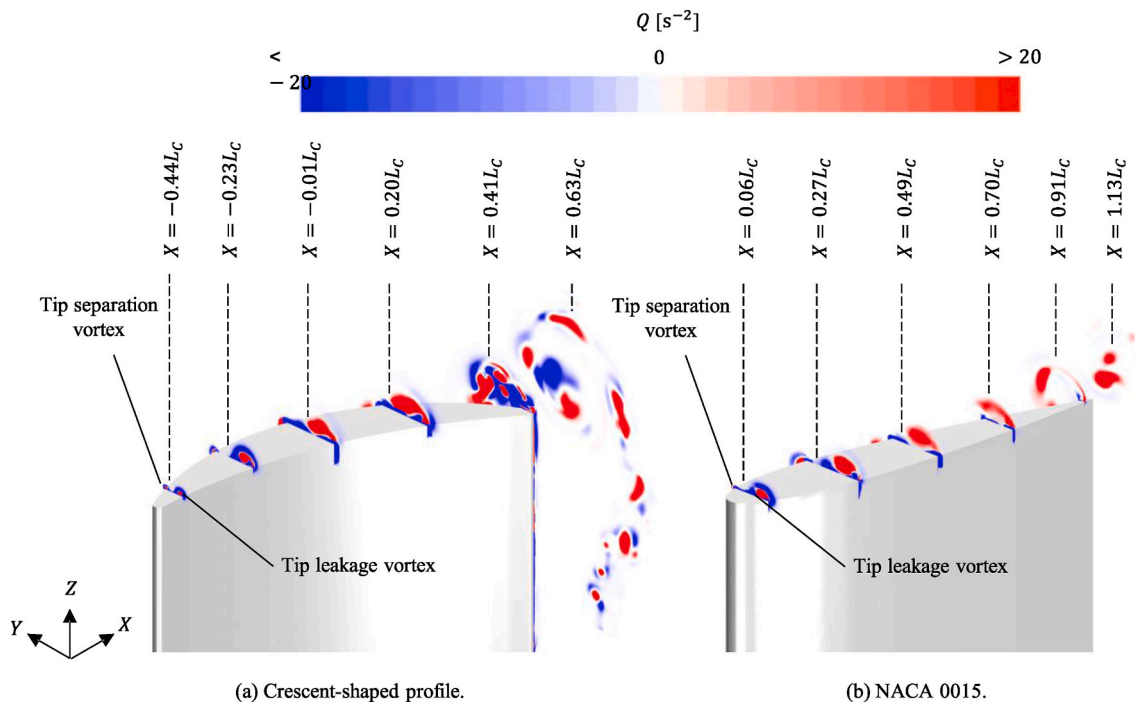 Q [s⁻²]
<
0
> 20
− 20
X = −0.44L_C
X = −0.23L_C
X = −0.01L_C
X = 0.20L_C
X = 0.41L_C
X = 0.63L_C
X = 0.06L_C
X = 0.27L_C
X = 0.49L_C
X = 0.70L_C
X = 0.91L_C
X = 1.13L_C
Tip separation
vortex
Tip separation
vortex
Tip leakage vortex
Tip leakage vortex
Z
Y
X
(a) Crescent-shaped profile.
(b) NACA 0015.